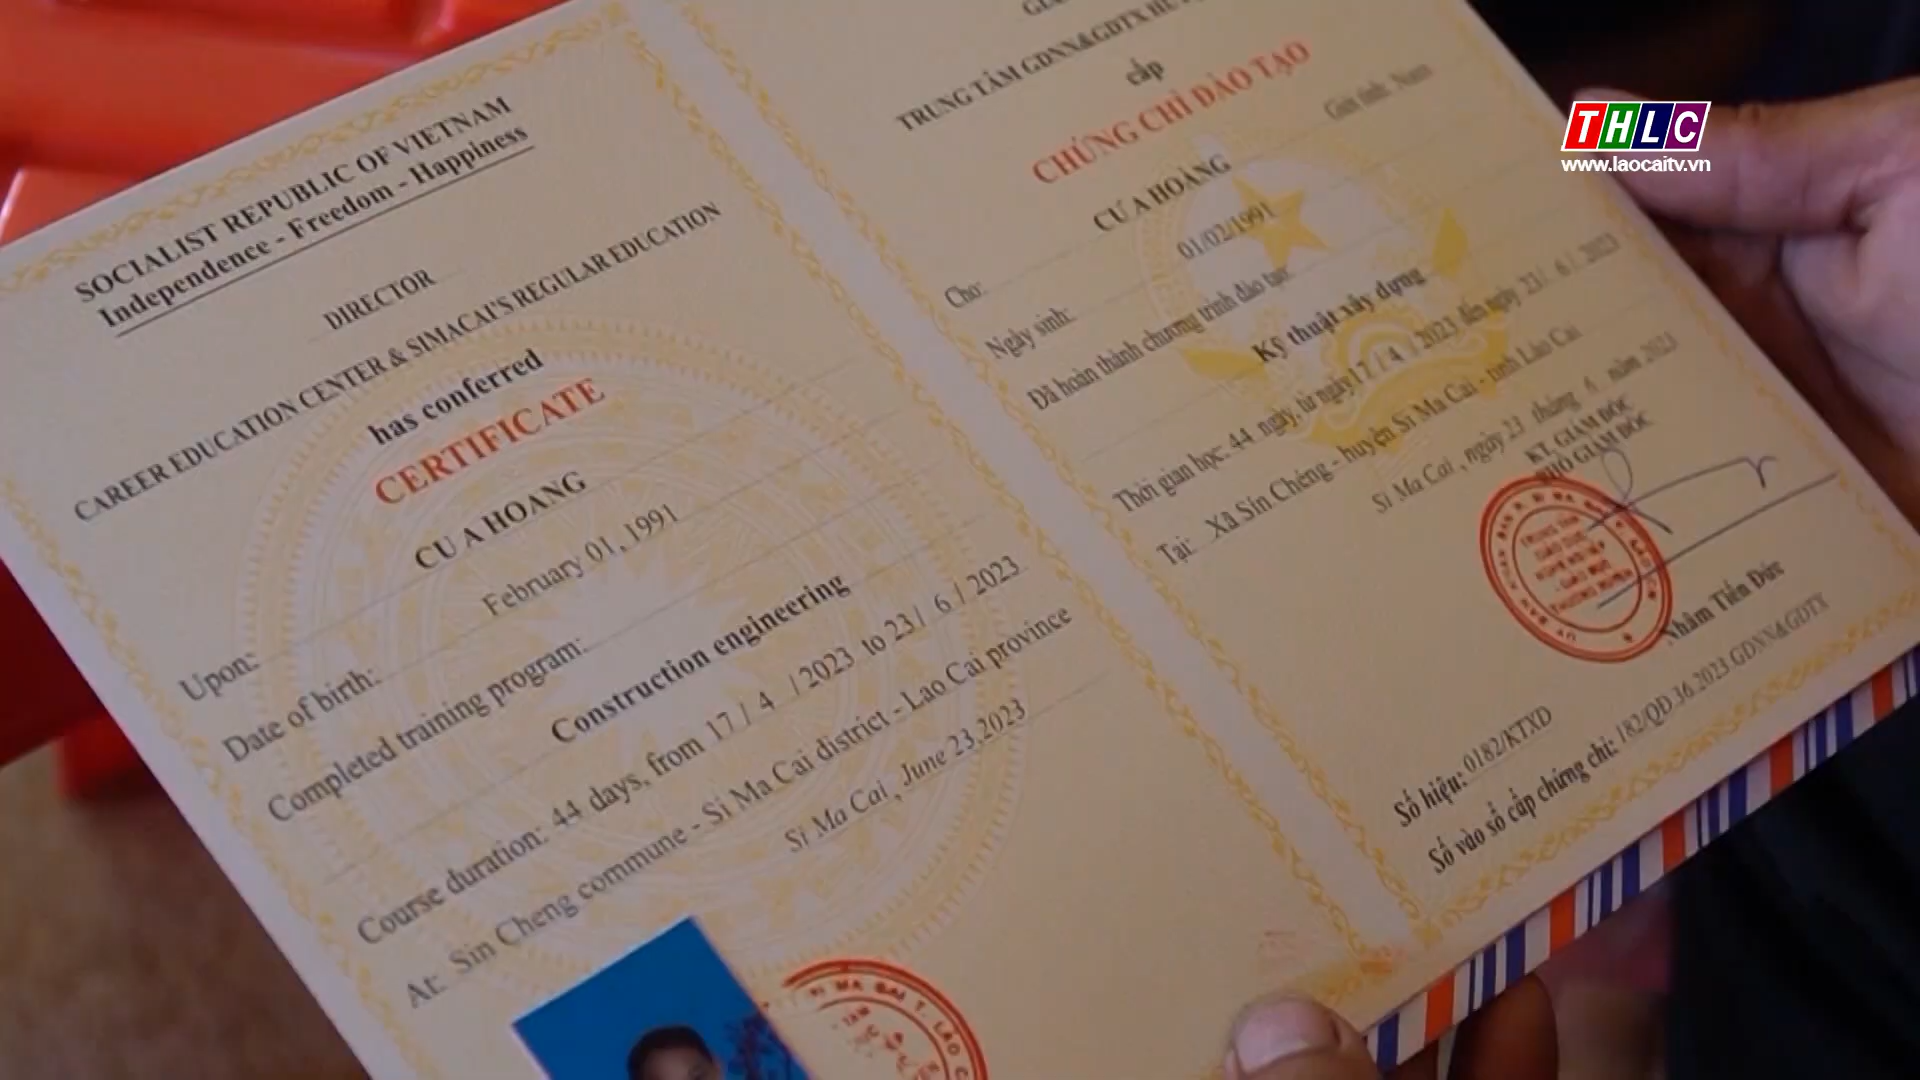 SOCIALIST REPUBLIC OF VIETNAM
Independence - Freedom - Happiness
DIRECTOR
CAREER EDUCATION CENTER & SIMACAI'S REGULAR EDUCATION
has conferred
CERTIFICATE
Upon: CU A HOANG
Date of birth: February 01, 1991
Completed training program:
Construction engineering
Course duration: 44 days, from 17 / 4 / 2023 to 23 / 6 / 2023
At: Sin Cheng commune - Si Ma Cai district - Lao Cai province
Si Ma Cai, June 23, 2023
TRUNG TÂM GDNN&GDTX
cấp
CHỨNG CHỈ ĐÀO TẠO
Cho: CƯ A HOÀNG Giới tính: Nam
Ngày sinh: 01/02/1991
Đã hoàn thành chương trình đào tạo:
Kỹ thuật xây dựng
Thời gian học: 44 ngày, từ ngày 17 / 4 / 2023 đến ngày 23 / 6 / 2023
Tại: Xã Sín Chéng - huyện Si Ma Cai - tỉnh Lào Cai
Si Ma Cai, ngày 23 tháng 6 năm 2023
KT. GIÁM ĐỐC
PHÓ GIÁM ĐỐC
Nhâm Tiến Đức
Số hiệu: 0182/KTXD
Số vào sổ cấp chứng chỉ: 182/QĐ.36.2023.GDNN&GDTX
THLC
www.laocaitv.vn